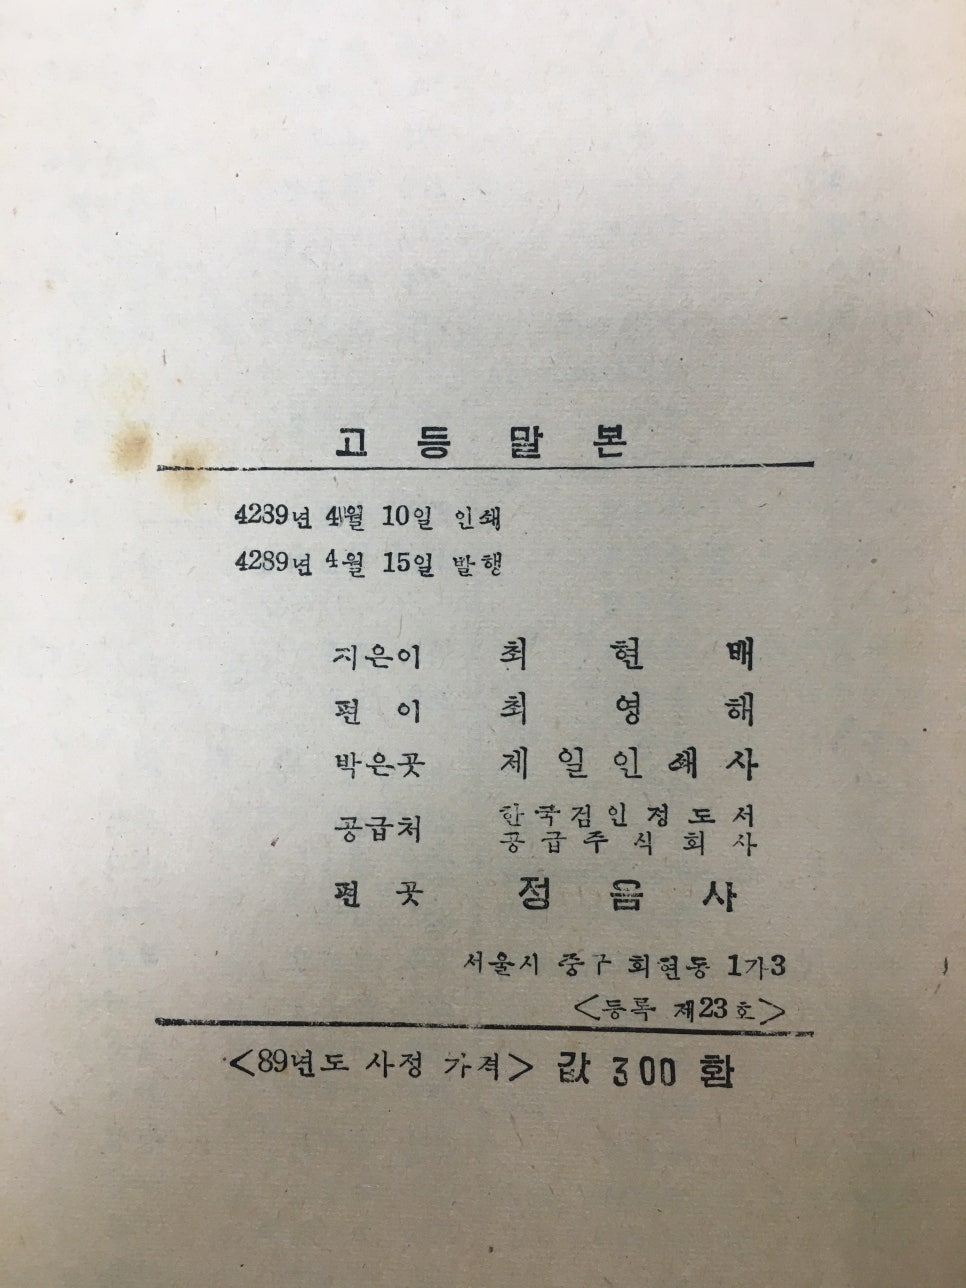 고등말본
4289년 4월 10일 인쇄
4289년 4월 15일 발행
지은이 최현배
편이 최영해
박은곳 제일인쇄사
공급처 한국검인정도서
공급주식회사
편곳 정음사
서울시 중구 회현동 1가3
<등록 제23호>
<89년도 사정 가격> 값 300 환